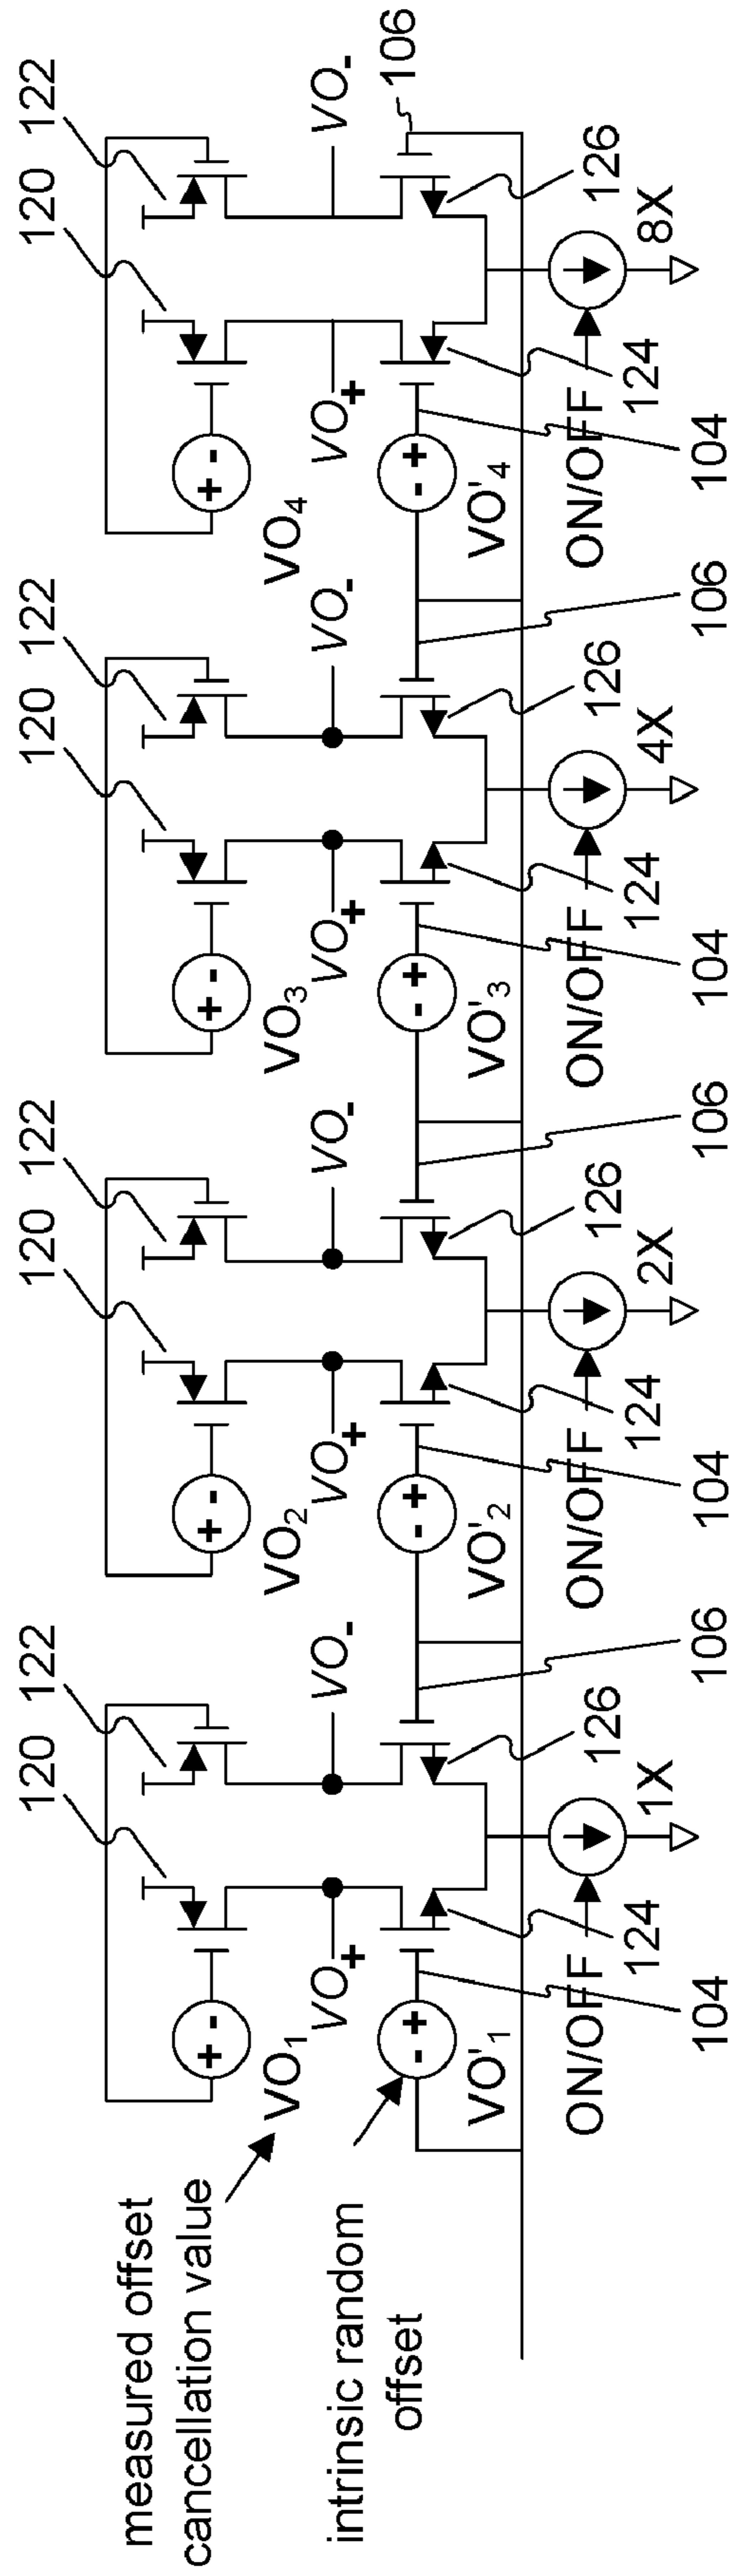 120 122 120 122 120 122 120 122
measured offset
cancellation value
VO1 VO2 VO3 VO4
VO+ VO- VO+ VO- VO+ VO- VO+ VO-
+ - + - + - + -
intrinsic random
offset
106
- + - + - + - +
VO'1 VO'2 VO'3 VO'4
ON/OFF 126 ON/OFF 126 ON/OFF 126 ON/OFF 126
124 1X 124 2X 124 4X 124 8X
104 106 104 106 104 106 104